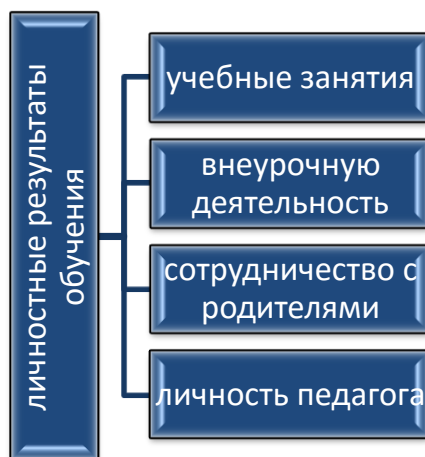 личностные результаты
обучения
учебные занятия
внеурочную
деятельность
сотрудничество с
родителями
личность педагога